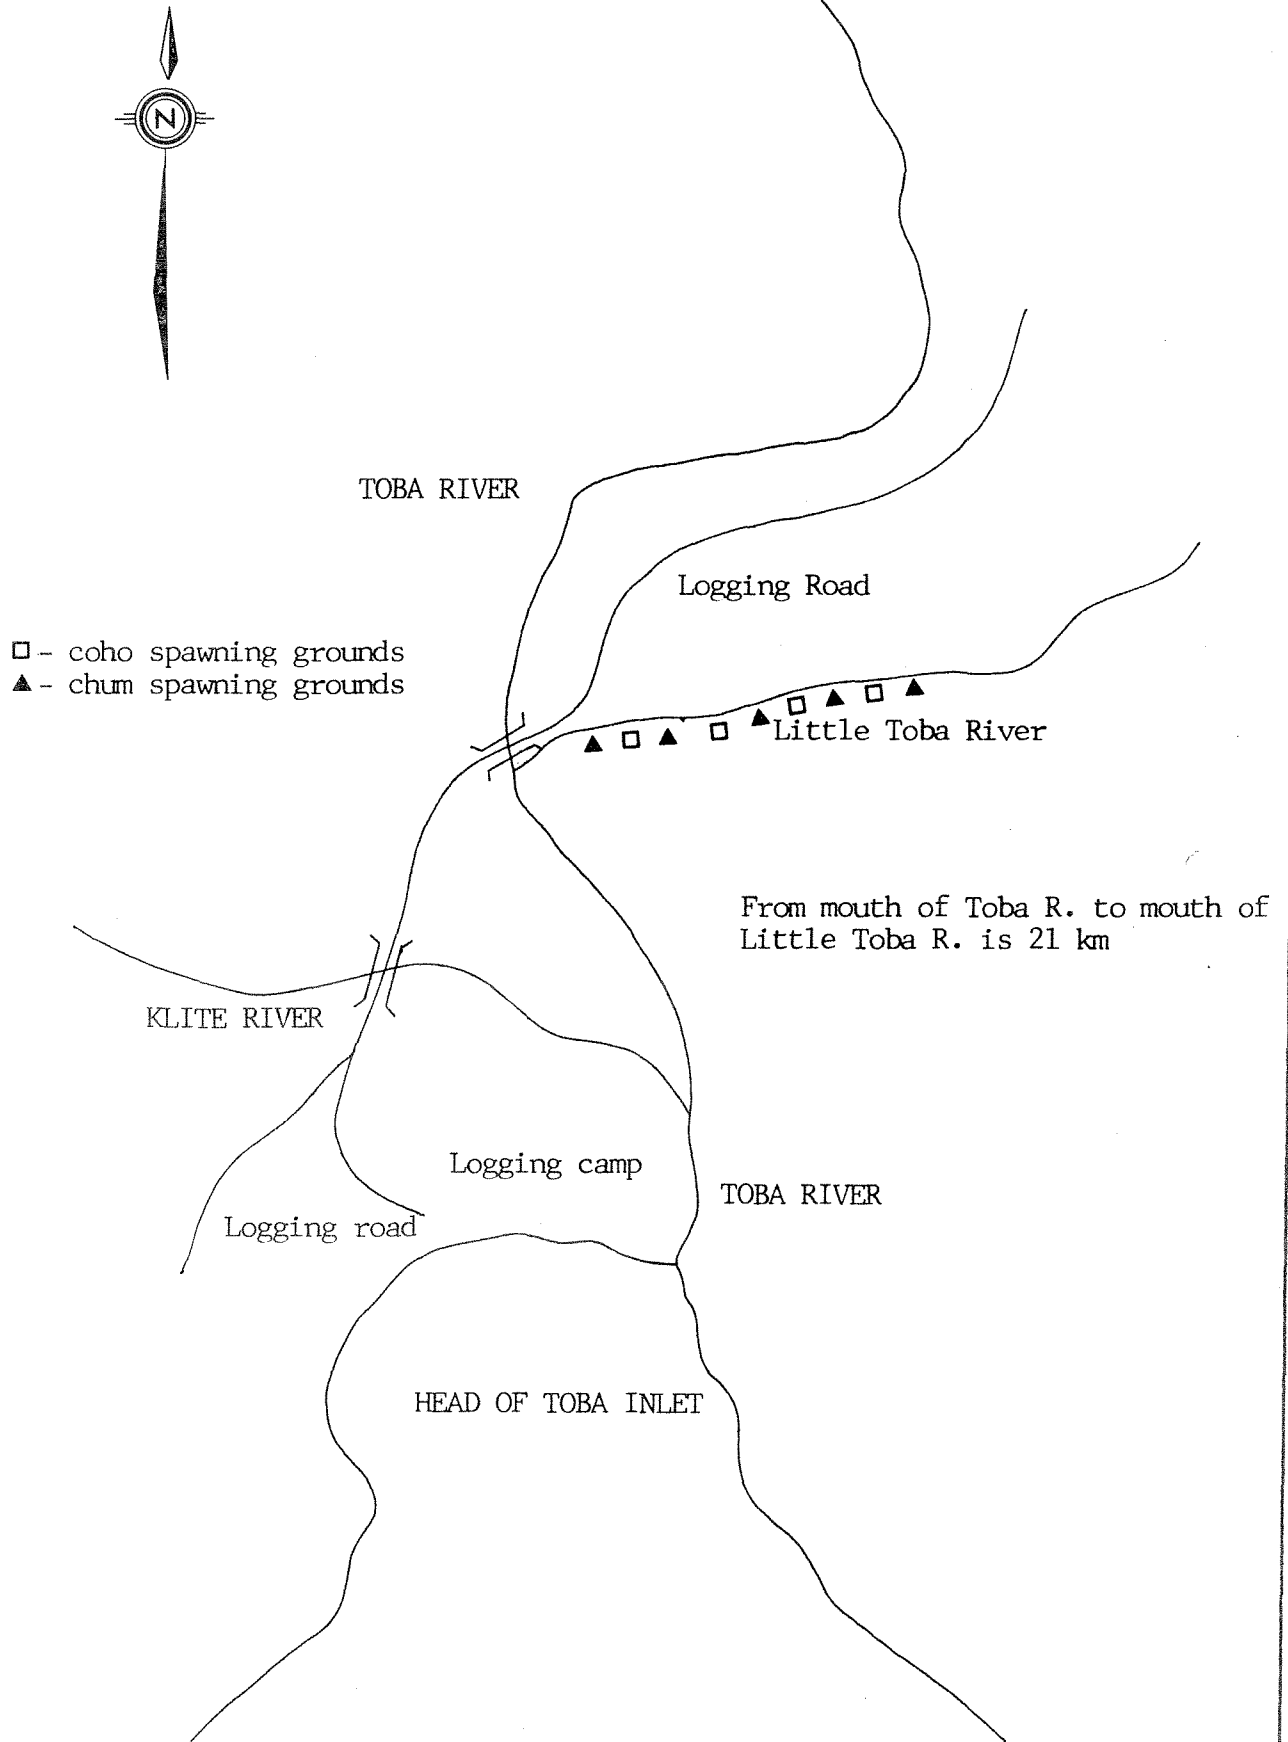 N
TOBA RIVER
Logging Road
□ - coho spawning grounds
▲ - chum spawning grounds
Little Toba River
From mouth of Toba R. to mouth of
Little Toba R. is 21 km
KLITE RIVER
Logging camp
TOBA RIVER
Logging road
HEAD OF TOBA INLET